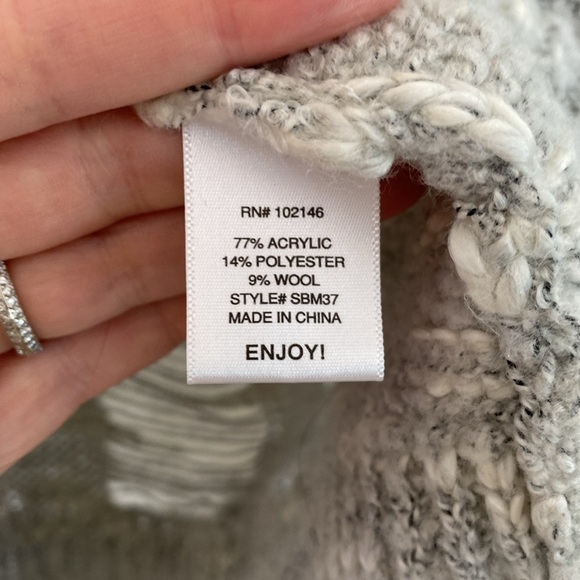 RN# 102146
77% ACRYLIC
14% POLYESTER
9% WOOL
STYLE# SBM37
MADE IN CHINA
ENJOY!